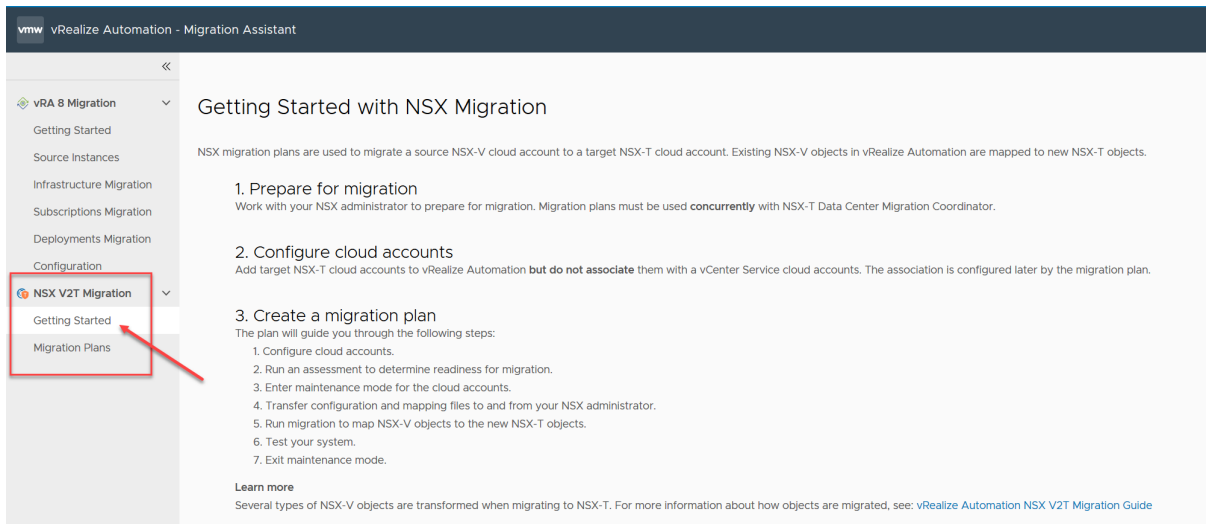 vmw vRealize Automation - Migration Assistant
vRA 8 Migration
Getting Started
Source Instances
Infrastructure Migration
Subscriptions Migration
Deployments Migration
Configuration
NSX V2T Migration
Getting Started
Migration Plans
Getting Started with NSX Migration
NSX migration plans are used to migrate a source NSX-V cloud account to a target NSX-T cloud account. Existing NSX-V objects in vRealize Automation are mapped to new NSX-T objects.
1. Prepare for migration
Work with your NSX administrator to prepare for migration. Migration plans must be used concurrently with NSX-T Data Center Migration Coordinator.
2. Configure cloud accounts
Add target NSX-T cloud accounts to vRealize Automation but do not associate them with a vCenter Service cloud accounts. The association is configured later by the migration plan.
3. Create a migration plan
The plan will guide you through the following steps:
1. Configure cloud accounts.
2. Run an assessment to determine readiness for migration.
3. Enter maintenance mode for the cloud accounts.
4. Transfer configuration and mapping files to and from your NSX administrator.
5. Run migration to map NSX-V objects to the new NSX-T objects.
6. Test your system.
7. Exit maintenance mode.
Learn more
Several types of NSX-V objects are transformed when migrating to NSX-T. For more information about how objects are migrated, see: vRealize Automation NSX V2T Migration Guide